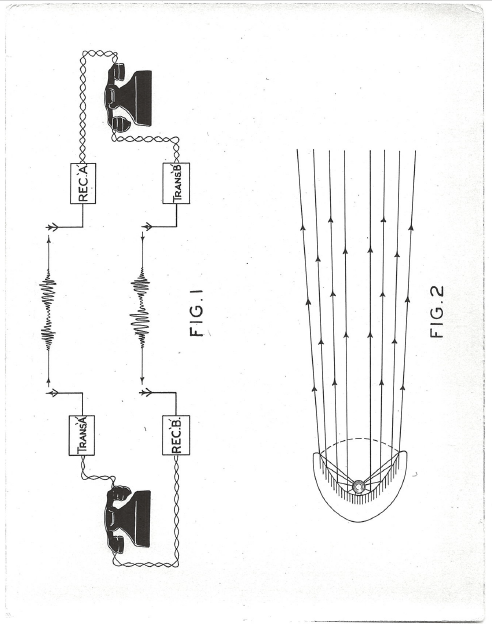 REC.'A'
TRANS.'B'
FIG. 1
TRANS.'A'
REC.'B'
FIG. 2